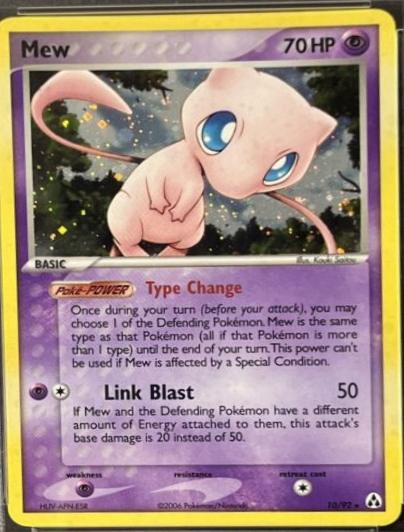 Mew 70 HP
Illus. Kouki Saitou
BASIC
Poké-POWER Type Change
Once during your turn (before your attack), you may
choose 1 of the Defending Pokémon. Mew is the same
type as that Pokémon (all if that Pokémon is more
than 1 type) until the end of your turn. This power can't
be used if Mew is affected by a Special Condition.
Link Blast 50
If Mew and the Defending Pokémon have a different
amount of Energy attached to them, this attack's
base damage is 20 instead of 50.
weakness resistance retreat cost
HUV-AFN-ESR ©2006 Pokémon/Nintendo 10/92